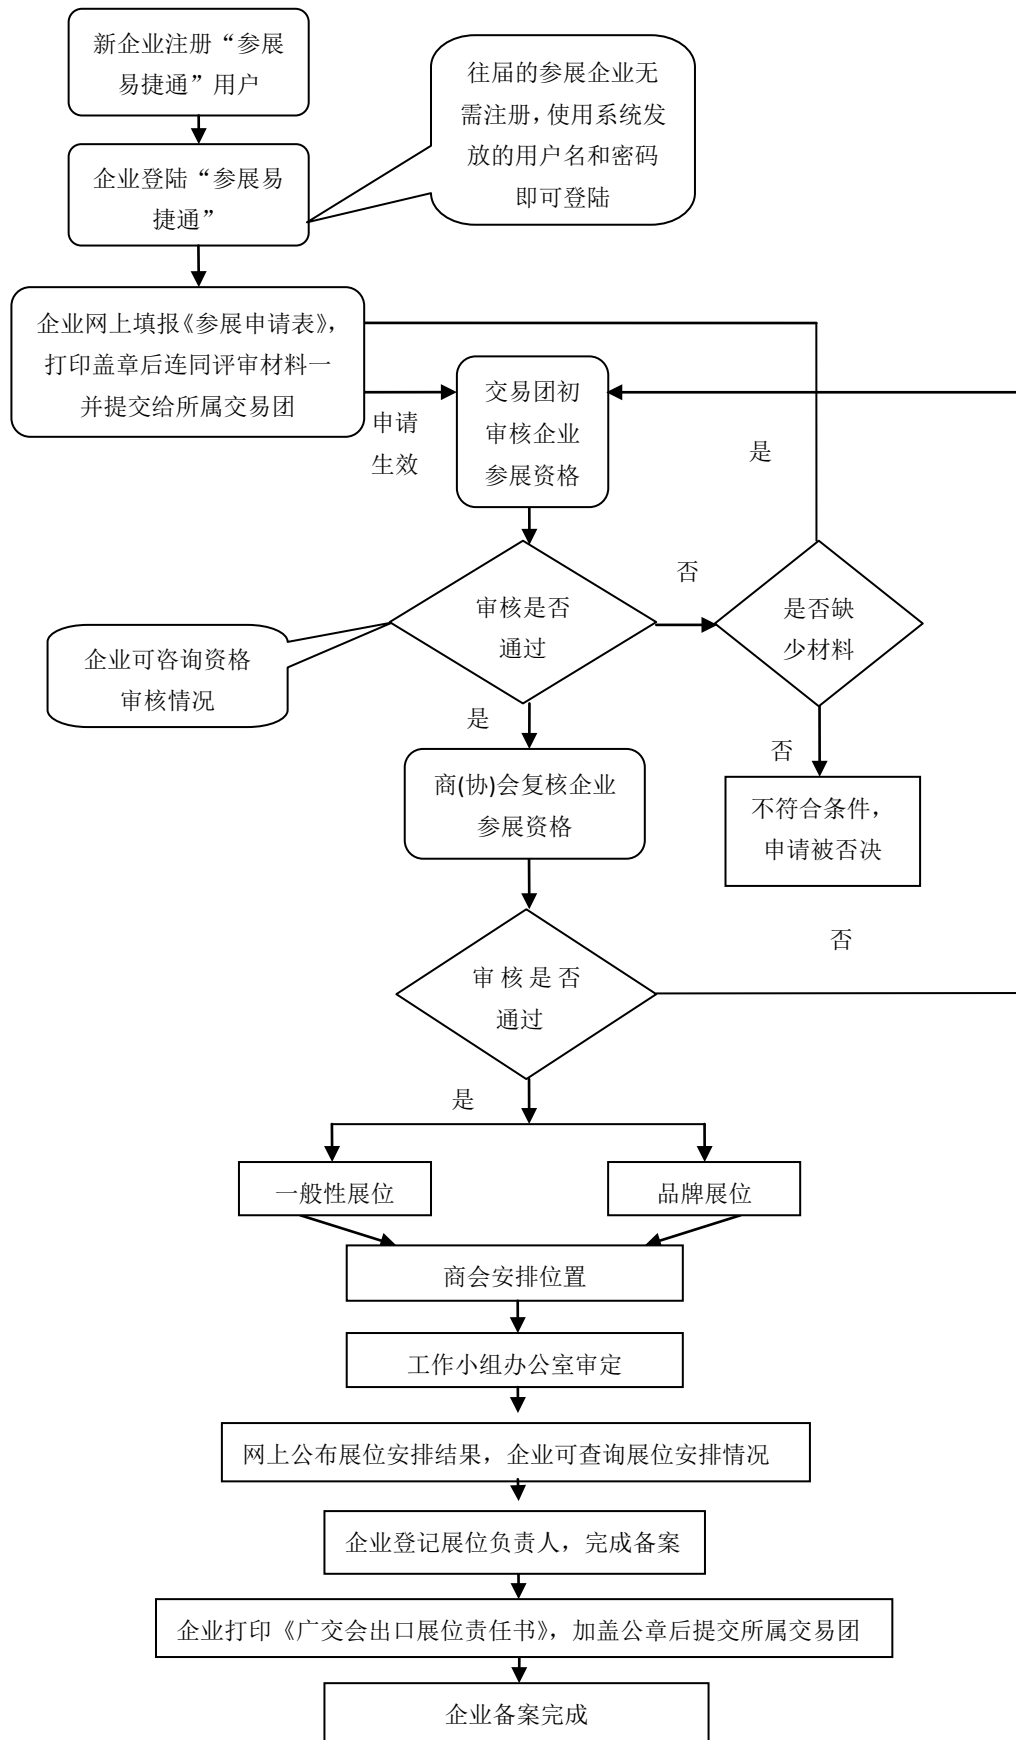 新企业注册“参展
易捷通”用户
往届的参展企业无
需注册，使用系统发
放的用户名和密码
即可登陆
企业登陆“参展易
捷通”
企业网上填报《参展申请表》，
打印盖章后连同评审材料一
并提交给所属交易团
申请
生效
交易团初
审核企业
参展资格
是
审核是否
通过
否
是否缺
少材料
企业可咨询资格
审核情况
是
否
商(协)会复核企业
参展资格
不符合条件，
申请被否决
审核是否
通过
否
是
一般性展位
品牌展位
商会安排位置
工作小组办公室审定
网上公布展位安排结果，企业可查询展位安排情况
企业登记展位负责人，完成备案
企业打印《广交会出口展位责任书》，加盖公章后提交所属交易团
企业备案完成